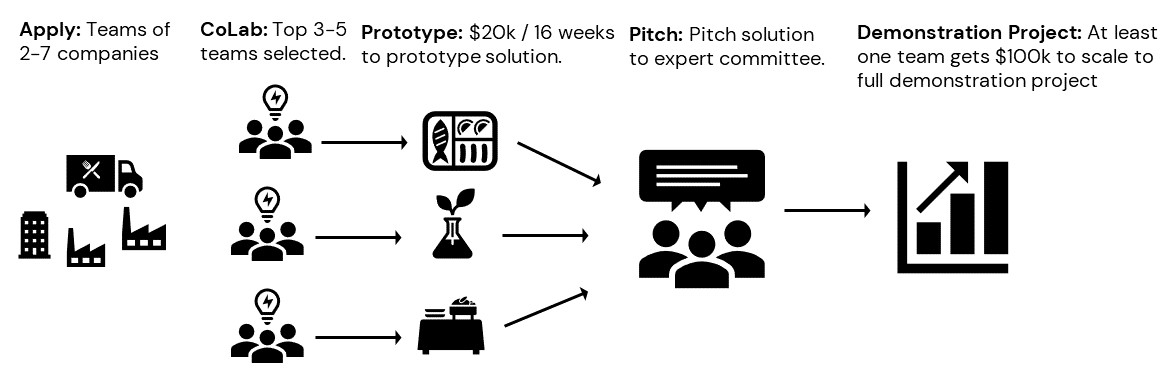 Apply: Teams of
2-7 companies
CoLab: Top 3-5
teams selected.
Prototype: $20k / 16 weeks
to prototype solution.
Pitch: Pitch solution
to expert committee.
Demonstration Project: At least
one team gets $100k to scale to
full demonstration project